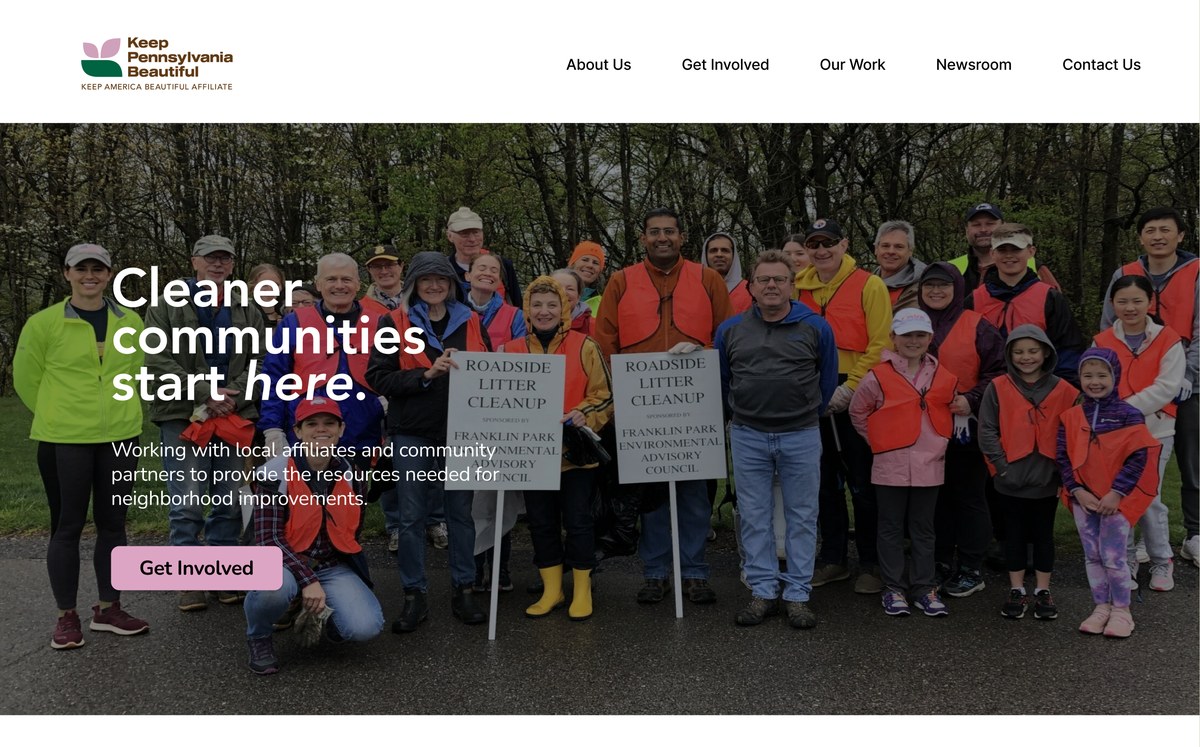 Keep
Pennsylvania
Beautiful
KEEP AMERICA BEAUTIFUL AFFILIATE
About Us
Get Involved
Our Work
Newsroom
Contact Us
Cleaner
communities
start here.
Working with local affiliates and community
partners to provide the resources needed for
neighborhood improvements.
Get Involved
ROADSIDE
LITTER
CLEANUP
SPONSORED BY
FRANKLIN PARK
ADVISORY
COUNCIL
ROADSIDE
LITTER
CLEANUP
SPONSORED BY
FRANKLIN PARK
ENVIRONMENTAL
ADVISORY
COUNCIL